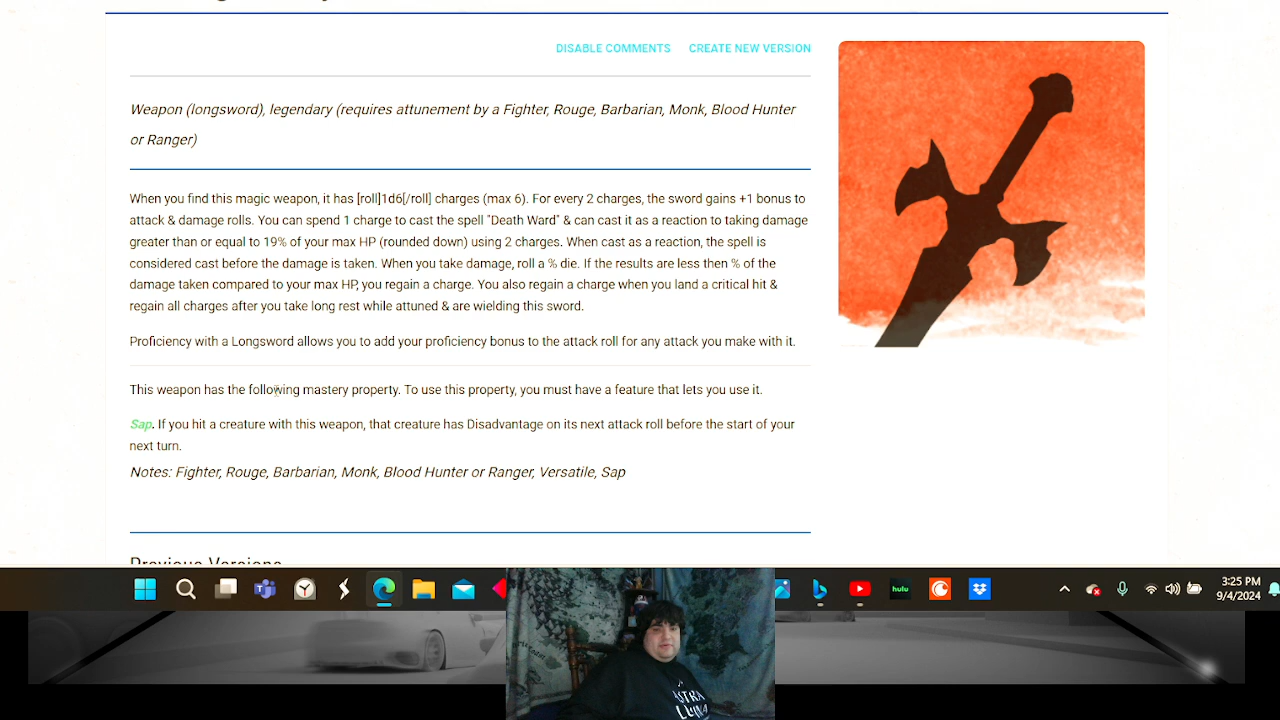 DISABLE COMMENTS CREATE NEW VERSION
Weapon (longsword), legendary (requires attunement by a Fighter, Rouge, Barbarian, Monk, Blood Hunter
or Ranger)
When you find this magic weapon, it has [roll]1d6[/roll] charges (max 6). For every 2 charges, the sword gains +1 bonus to
attack & damage rolls. You can spend 1 charge to cast the spell "Death Ward" & can cast it as a reaction to taking damage
greater than or equal to 19% of your max HP (rounded down) using 2 charges. When cast as a reaction, the spell is
considered cast before the damage is taken. When you take damage, roll a % die. If the results are less then % of the
damage taken compared to your max HP, you regain a charge. You also regain a charge when you land a critical hit &
regain all charges after you take long rest while attuned & are wielding this sword.
Proficiency with a Longsword allows you to add your proficiency bonus to the attack roll for any attack you make with it.
This weapon has the following mastery property. To use this property, you must have a feature that lets you use it.
Sap. If you hit a creature with this weapon, that creature has Disadvantage on its next attack roll before the start of your
next turn.
Notes: Fighter, Rouge, Barbarian, Monk, Blood Hunter or Ranger, Versatile, Sap
Previous Versions
hulu
3:25 PM
9/4/2024